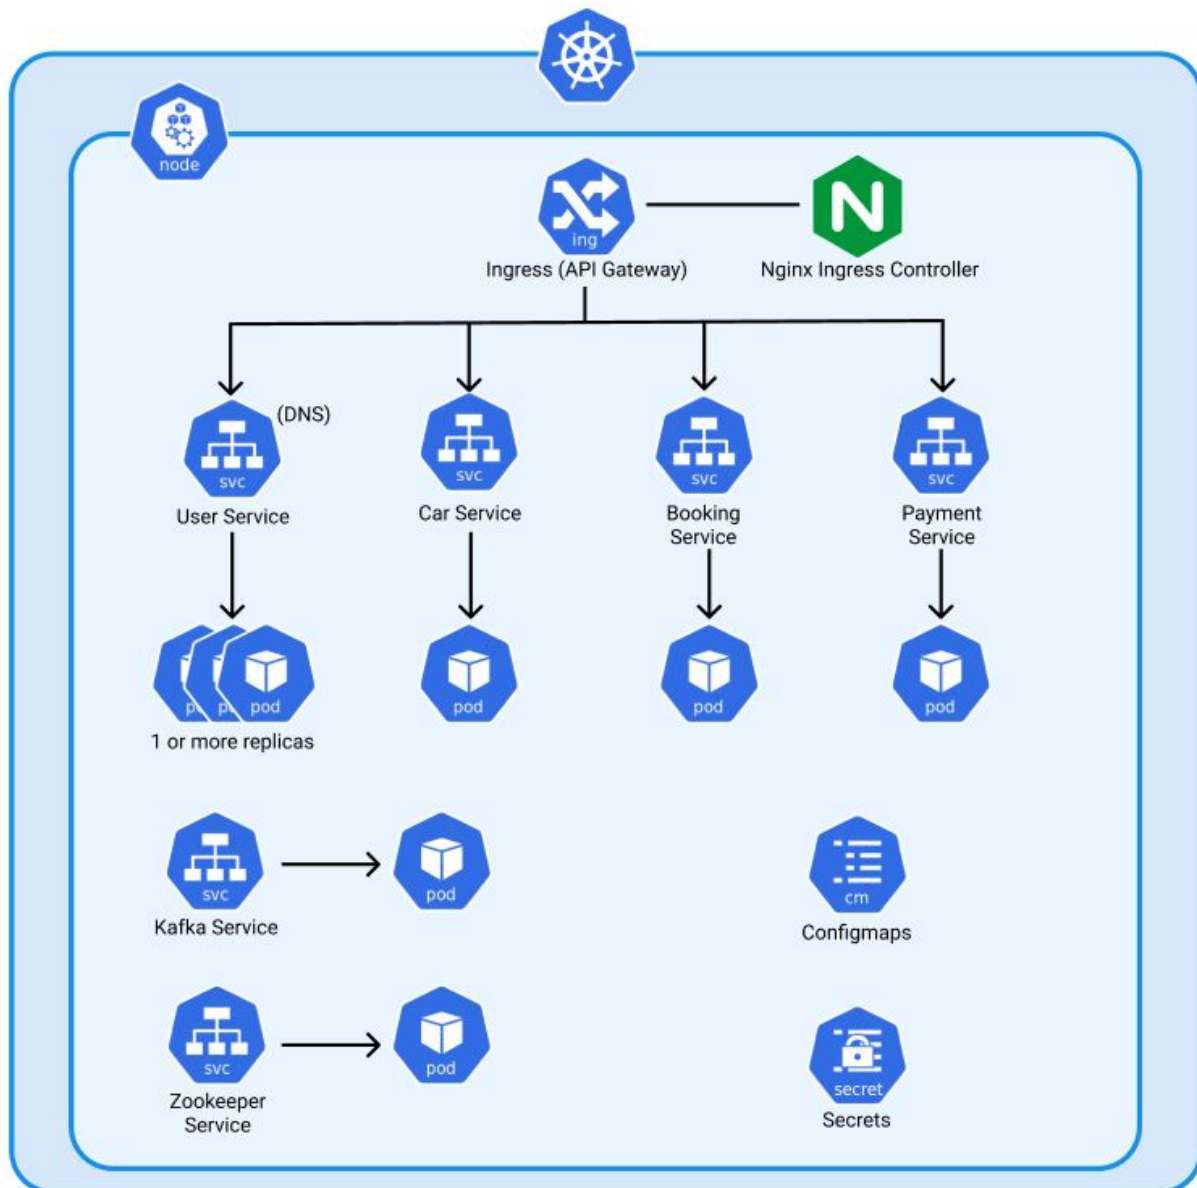 node
ing
Ingress (API Gateway)
N
Nginx Ingress Controller
(DNS)
svc
svc
svc
svc
User Service
Car Service
Booking
Service
Payment
Service
pod
pod
pod
pod
1 or more replicas
svc
pod
cm
Kafka Service
Configmaps
svc
pod
secret
Zookeeper
Service
Secrets